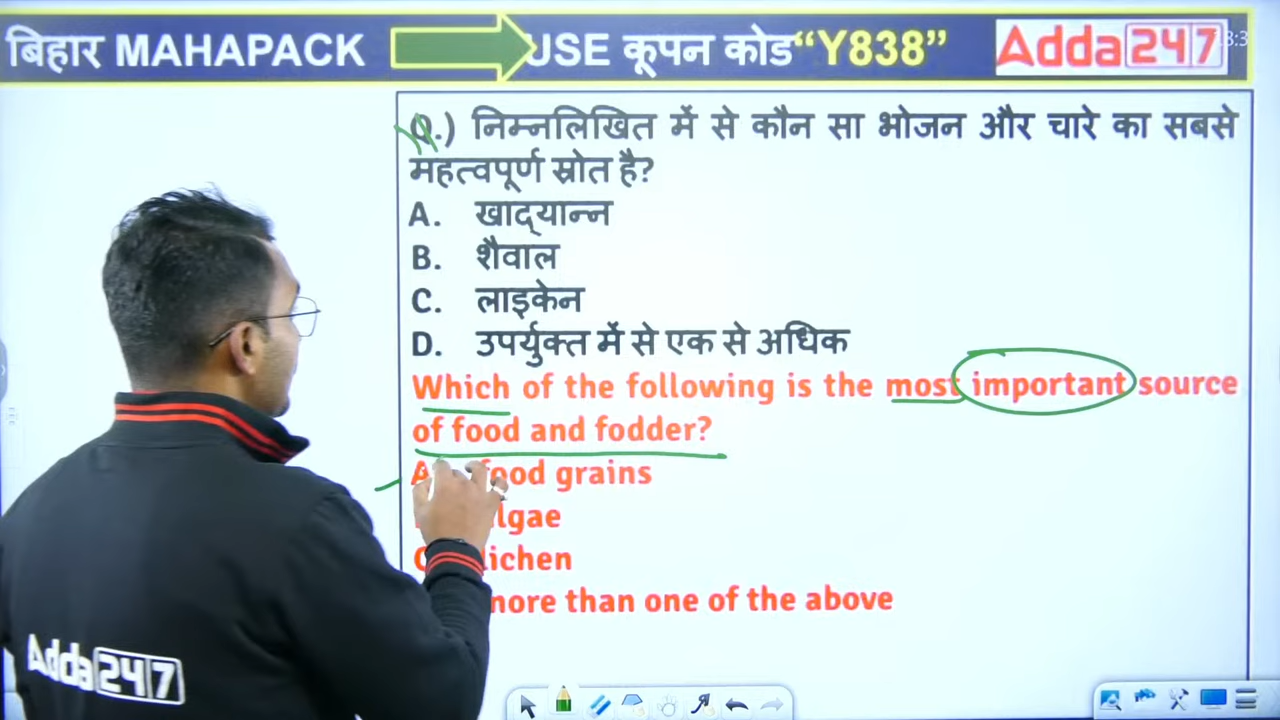 बिहार MAHAPACK USE कूपन कोड “Y838” Adda247
Q.) निम्नलिखित में से कौन सा भोजन और चारे का सबसे
महत्वपूर्ण स्रोत है?
A. खाद्यान्न
B. शैवाल
C. लाइकेन
D. उपर्युक्त में से एक से अधिक
Which of the following is the most important source
of food and fodder?
A food grains
lgae
C lichen
more than one of the above
Adda247